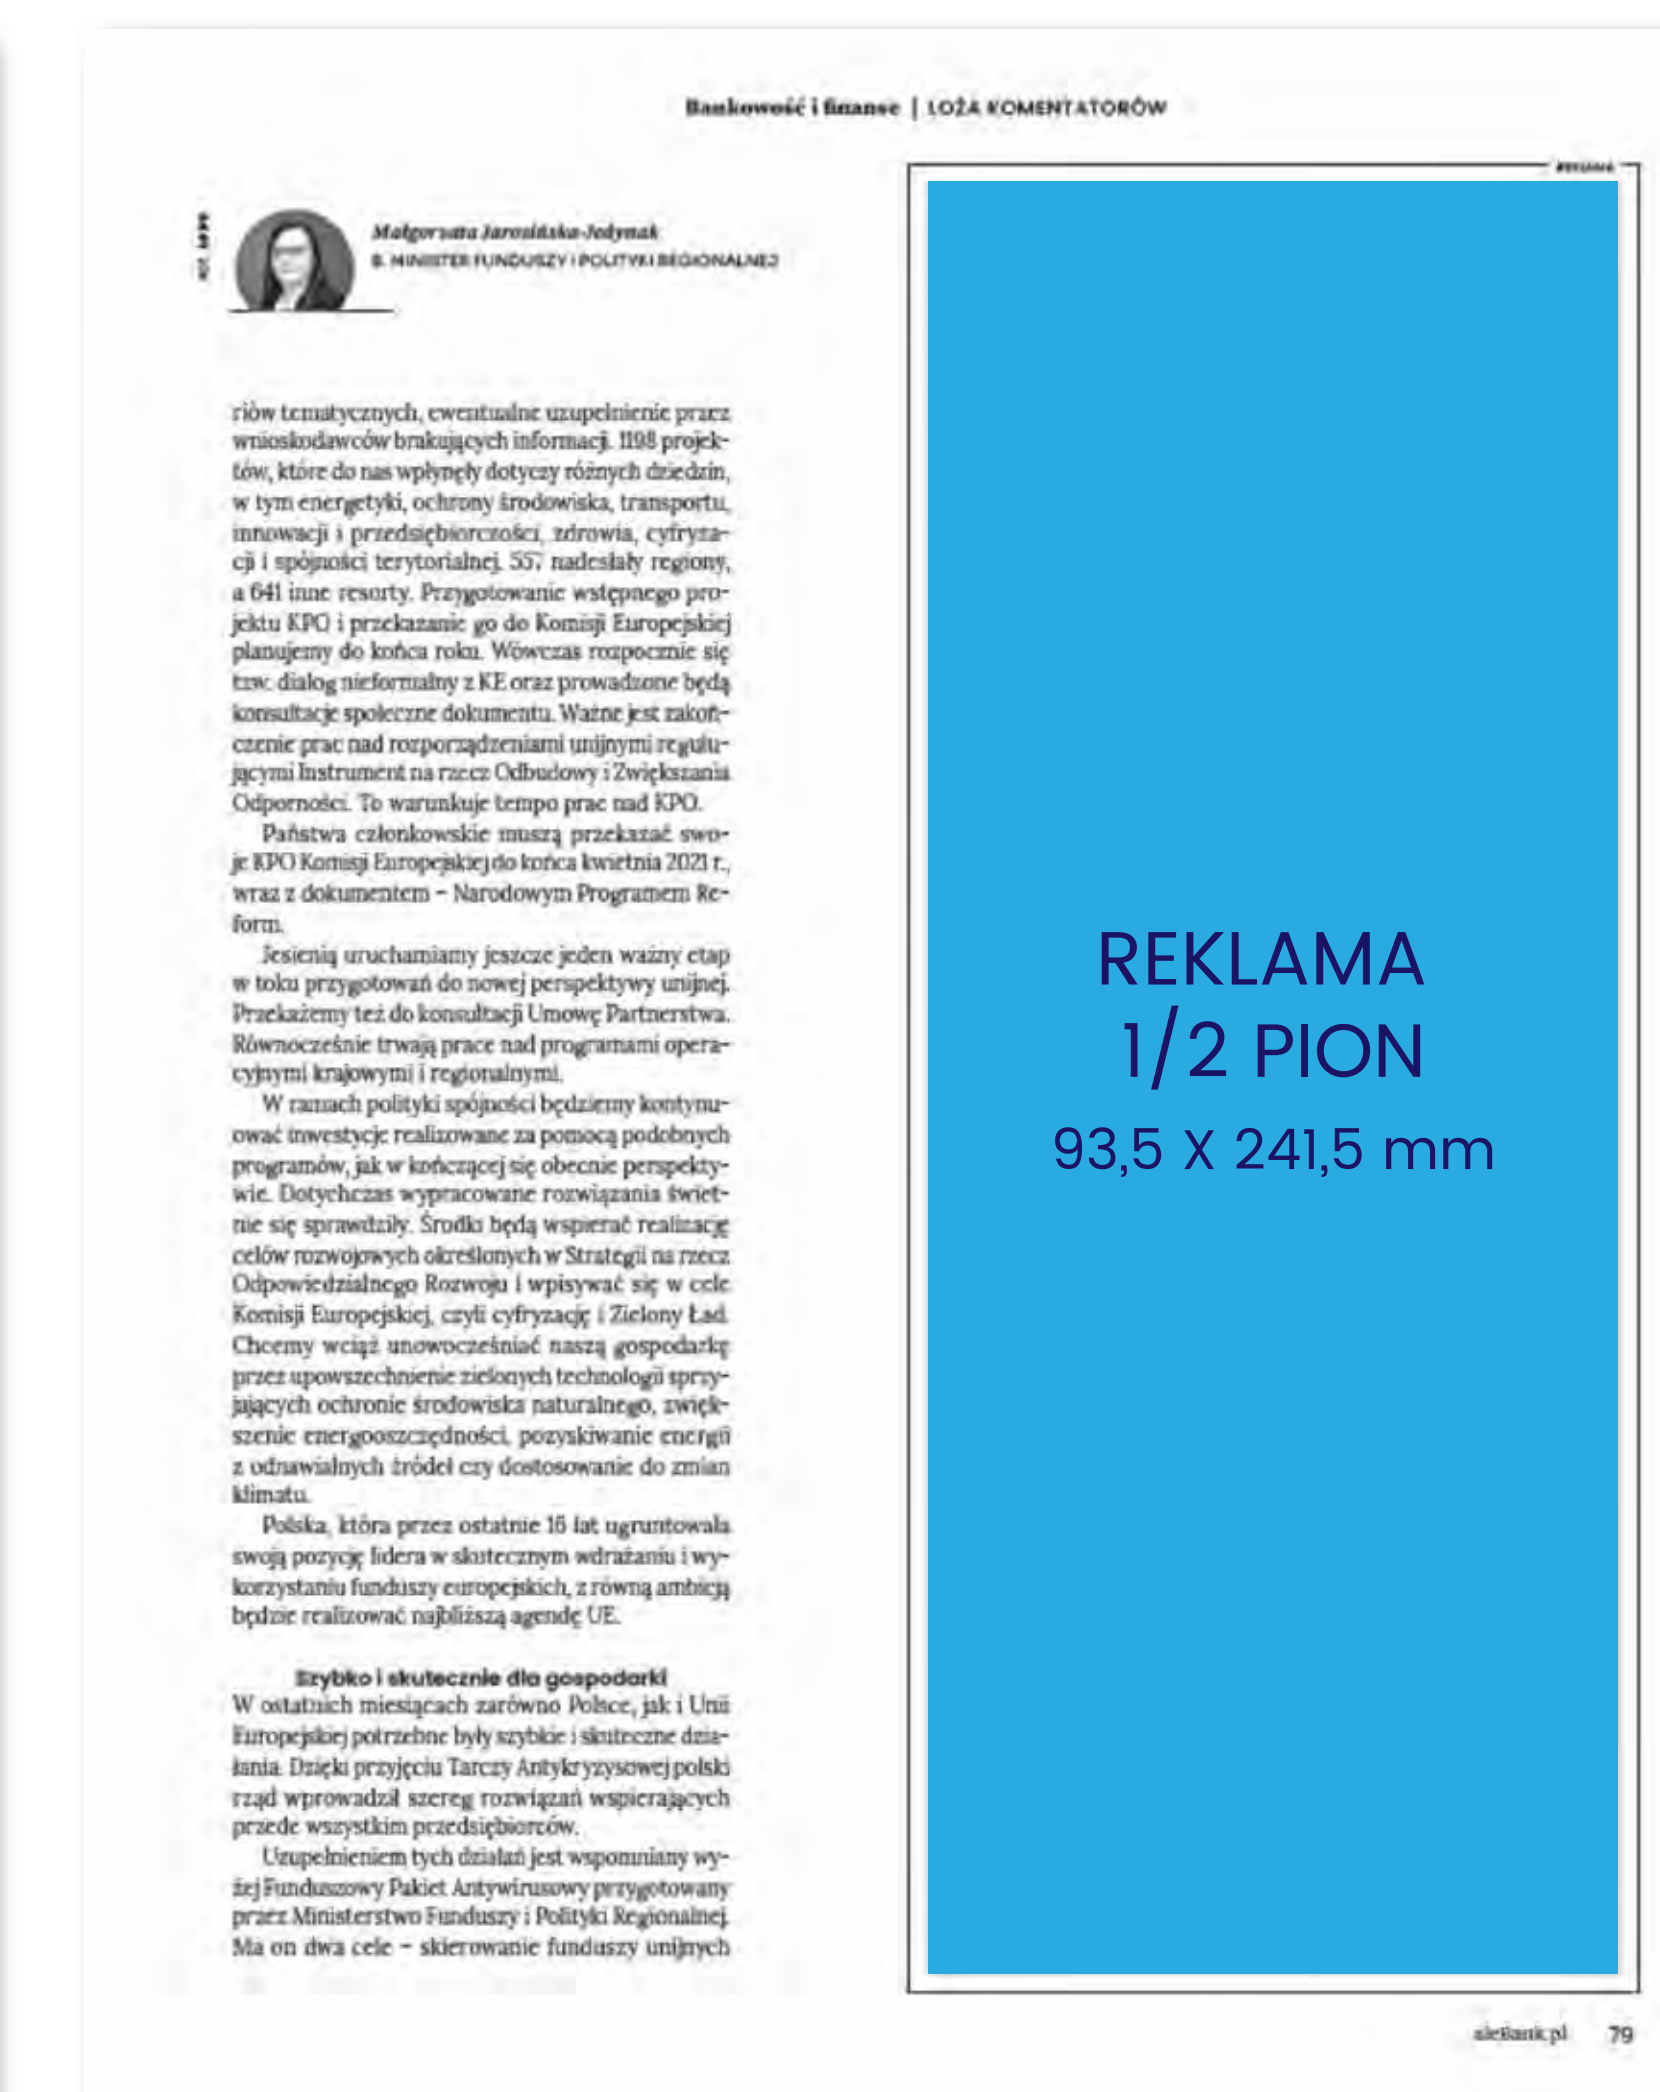 Bankowość i finanse | LOŻA KOMENTATORÓW
REKLAMA
FOT. MFIPR
Małgorzata Jarosińska-Jedynak
B. MINISTER FUNDUSZY I POLITYKI REGIONALNEJ
riów tematycznych, ewentualne uzupełnienie przez
wnioskodawców brakujących informacji. 1198 projek-
tów, które do nas wpłynęły dotyczy różnych dziedzin,
w tym energetyki, ochrony środowiska, transportu,
innowacji i przedsiębiorczości, zdrowia, cyfryza-
cji i spójności terytorialnej. 557 nadesłały regiony,
a 641 inne resorty. Przygotowanie wstępnego pro-
jektu KPO i przekazanie go do Komisji Europejskiej
planujemy do końca roku. Wówczas rozpocznie się
tzw. dialog nieformalny z KE oraz prowadzone będą
konsultacje społeczne dokumentu. Ważne jest zakoń-
czenie prac nad rozporządzeniami unijnymi regulu-
jącymi Instrument na rzecz Odbudowy i Zwiększania
Odporności. To warunkuje tempo prac nad KPO.
Państwa członkowskie muszą przekazać swo-
je KPO Komisji Europejskiej do końca kwietnia 2021 r.,
wraz z dokumentem – Narodowym Programem Re-
form.
Jesienią uruchamiamy jeszcze jeden ważny etap
w toku przygotowań do nowej perspektywy unijnej.
Przekażemy też do konsultacji Umowę Partnerstwa.
Równocześnie trwają prace nad programami opera-
cyjnymi krajowymi i regionalnymi.
W ramach polityki spójności będziemy kontynu-
ować inwestycje realizowane za pomocą podobnych
programów, jak w kończącej się obecnie perspekty-
wie. Dotychczas wypracowane rozwiązania świet-
nie się sprawdziły. Środki będą wspierać realizację
celów rozwojowych określonych w Strategii na rzecz
Odpowiedzialnego Rozwoju i wpisywać się w cele
Komisji Europejskiej, czyli cyfryzację i Zielony Ład.
Chcemy wciąż unowocześniać naszą gospodarkę
przez upowszechnienie zielonych technologii sprzy-
jających ochronie środowiska naturalnego, zwięk-
szenie energooszczędności, pozyskiwanie energii
z odnawialnych źródeł czy dostosowanie do zmian
klimatu.
Polska, która przez ostatnie 16 lat ugruntowała
swoją pozycję lidera w skutecznym wdrażaniu i wy-
korzystaniu funduszy europejskich, z równą ambicją
będzie realizować najbliższą agendę UE.
Szybko i skutecznie dla gospodarki
W ostatnich miesiącach zarówno Polsce, jak i Unii
Europejskiej potrzebne były szybkie i skuteczne dzia-
łania. Dzięki przyjęciu Tarczy Antykryzysowej polski
rząd wprowadził szereg rozwiązań wspierających
przede wszystkim przedsiębiorców.
Uzupełnieniem tych działań jest wspomniany wy-
żej Funduszowy Pakiet Antywirusowy przygotowany
przez Ministerstwo Funduszy i Polityki Regionalnej.
Ma on dwa cele – skierowanie funduszy unijnych
REKLAMA
1/2 PION
93,5 X 241,5 mm
aleBank.pl 79